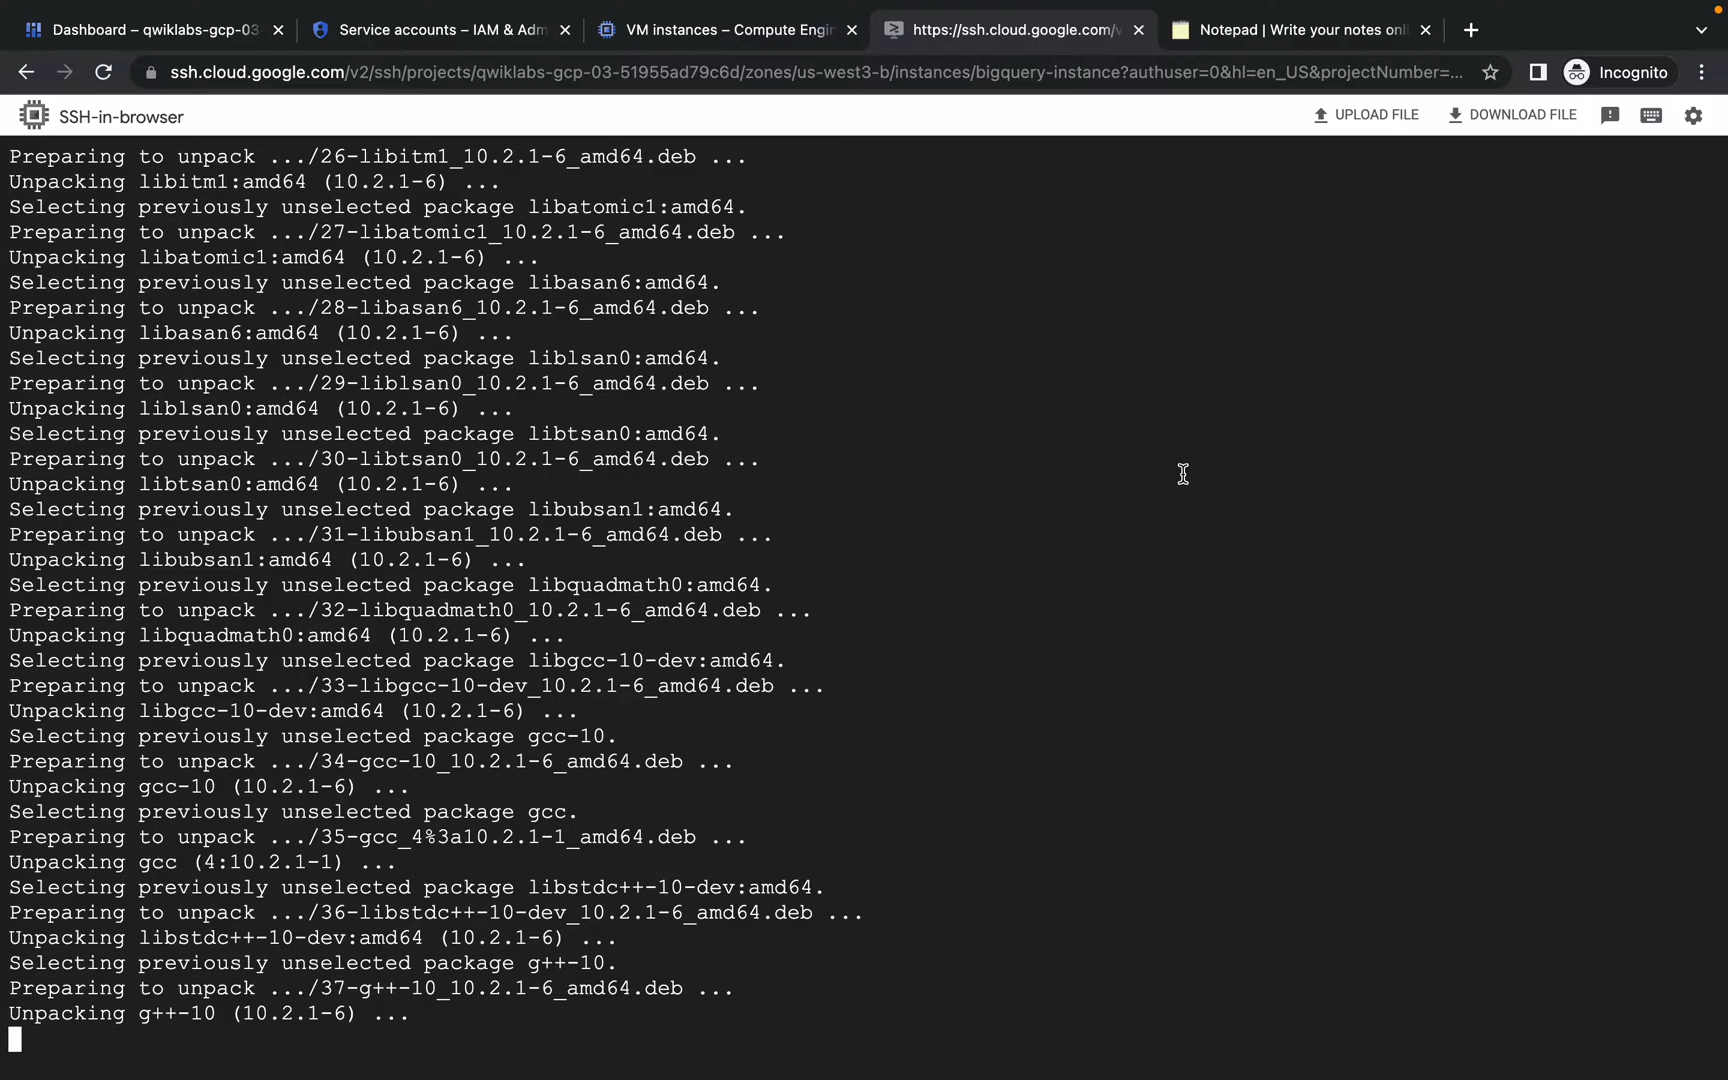 Dashboard – qwiklabs-gcp-03
Service accounts – IAM & Adm
VM instances – Compute Engin
https://ssh.cloud.google.com/v
Notepad | Write your notes onli
ssh.cloud.google.com/v2/ssh/projects/qwiklabs-gcp-03-51955ad79c6d/zones/us-west3-b/instances/bigquery-instance?authuser=0&hl=en_US&projectNumber=...
Incognito
SSH-in-browser
UPLOAD FILE
DOWNLOAD FILE
Preparing to unpack .../26-libitm1_10.2.1-6_amd64.deb ...
Unpacking libitm1:amd64 (10.2.1-6) ...
Selecting previously unselected package libatomic1:amd64.
Preparing to unpack .../27-libatomic1_10.2.1-6_amd64.deb ...
Unpacking libatomic1:amd64 (10.2.1-6) ...
Selecting previously unselected package libasan6:amd64.
Preparing to unpack .../28-libasan6_10.2.1-6_amd64.deb ...
Unpacking libasan6:amd64 (10.2.1-6) ...
Selecting previously unselected package liblsan0:amd64.
Preparing to unpack .../29-liblsan0_10.2.1-6_amd64.deb ...
Unpacking liblsan0:amd64 (10.2.1-6) ...
Selecting previously unselected package libtsan0:amd64.
Preparing to unpack .../30-libtsan0_10.2.1-6_amd64.deb ...
Unpacking libtsan0:amd64 (10.2.1-6) ...
Selecting previously unselected package libubsan1:amd64.
Preparing to unpack .../31-libubsan1_10.2.1-6_amd64.deb ...
Unpacking libubsan1:amd64 (10.2.1-6) ...
Selecting previously unselected package libquadmath0:amd64.
Preparing to unpack .../32-libquadmath0_10.2.1-6_amd64.deb ...
Unpacking libquadmath0:amd64 (10.2.1-6) ...
Selecting previously unselected package libgcc-10-dev:amd64.
Preparing to unpack .../33-libgcc-10-dev_10.2.1-6_amd64.deb ...
Unpacking libgcc-10-dev:amd64 (10.2.1-6) ...
Selecting previously unselected package gcc-10.
Preparing to unpack .../34-gcc-10_10.2.1-6_amd64.deb ...
Unpacking gcc-10 (10.2.1-6) ...
Selecting previously unselected package gcc.
Preparing to unpack .../35-gcc_4%3a10.2.1-1_amd64.deb ...
Unpacking gcc (4:10.2.1-1) ...
Selecting previously unselected package libstdc++-10-dev:amd64.
Preparing to unpack .../36-libstdc++-10-dev_10.2.1-6_amd64.deb ...
Unpacking libstdc++-10-dev:amd64 (10.2.1-6) ...
Selecting previously unselected package g++-10.
Preparing to unpack .../37-g++-10_10.2.1-6_amd64.deb ...
Unpacking g++-10 (10.2.1-6) ...